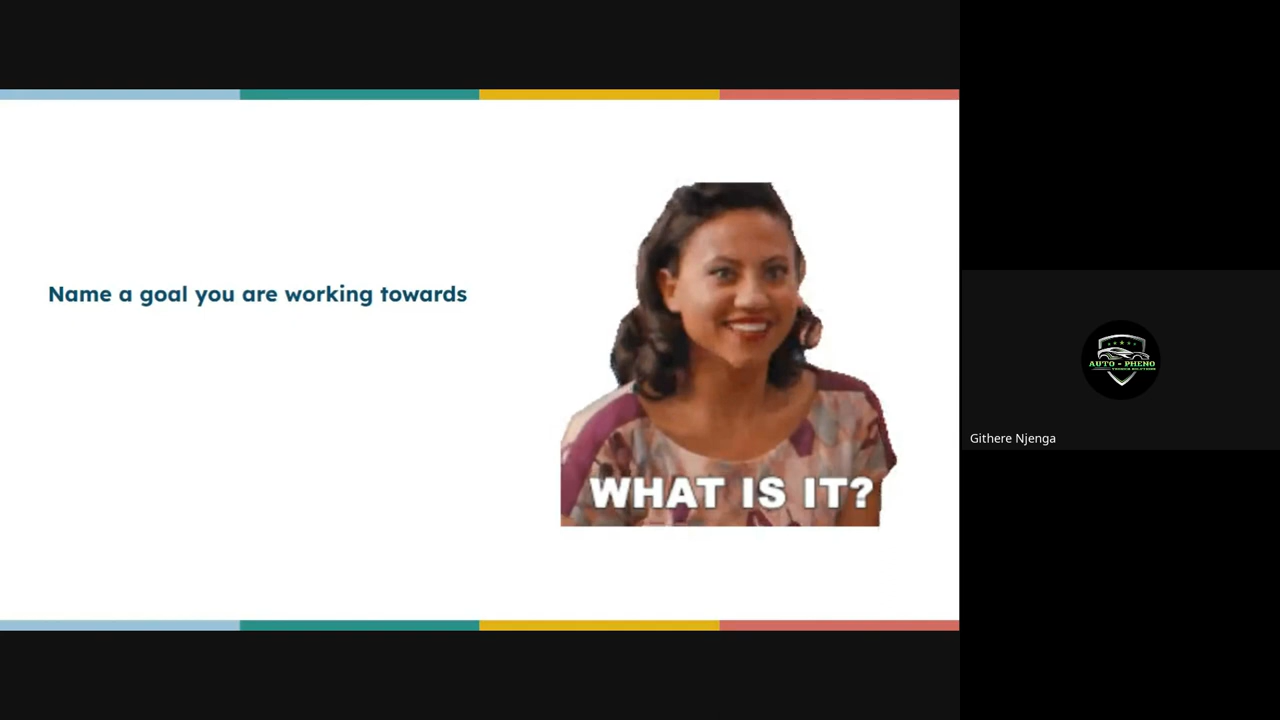 Name a goal you are working towards
WHAT IS IT?
AUTO - PHENO
Githere Njenga